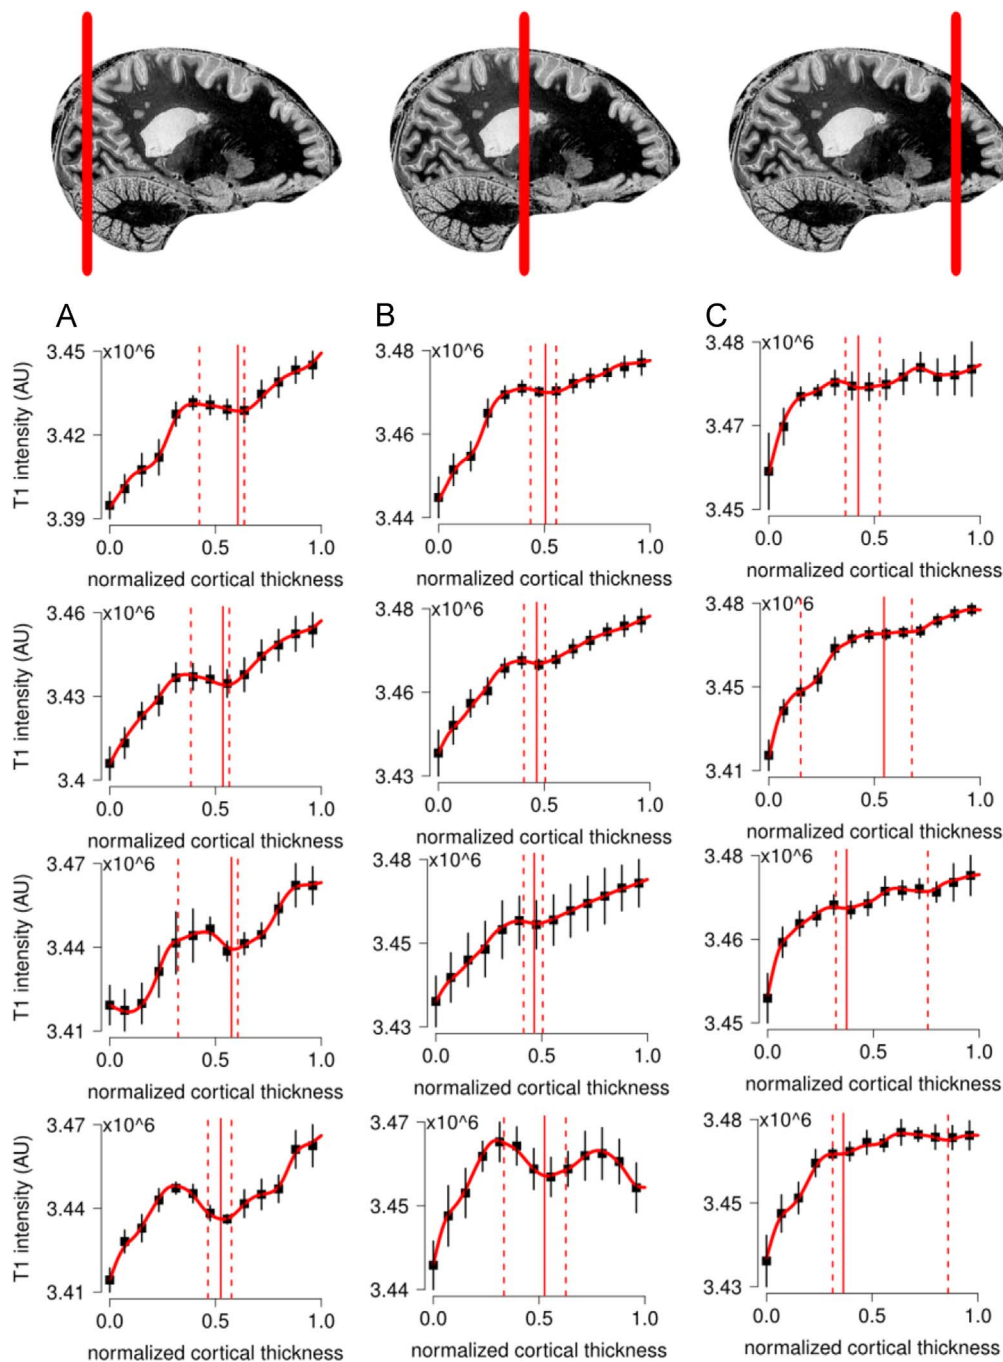 A B C
x10^6 x10^6 x10^6
3.45 3.48 3.48
T1 intensity (AU)
3.42 3.46 3.47
3.39 3.44 3.45
0.0 0.5 1.0 0.0 0.5 1.0 0.0 0.5 1.0
normalized cortical thickness normalized cortical thickness normalized cortical thickness
x10^6 x10^6 x10^6
3.46 3.48 3.48
T1 intensity (AU)
3.43 3.46 3.45
3.4 3.43 3.41
0.0 0.5 1.0 0.0 0.5 1.0 0.0 0.5 1.0
normalized cortical thickness normalized cortical thickness normalized cortical thickness
x10^6 x10^6 x10^6
3.47 3.48 3.48
T1 intensity (AU)
3.44 3.45 3.46
3.41 3.43 3.45
0.0 0.5 1.0 0.0 0.5 1.0 0.0 0.5 1.0
normalized cortical thickness normalized cortical thickness normalized cortical thickness
x10^6 x10^6 x10^6
3.47 3.47 3.48
T1 intensity (AU)
3.44 3.45 3.45
3.41 3.44 3.43
0.0 0.5 1.0 0.0 0.5 1.0 0.0 0.5 1.0
normalized cortical thickness normalized cortical thickness normalized cortical thickness